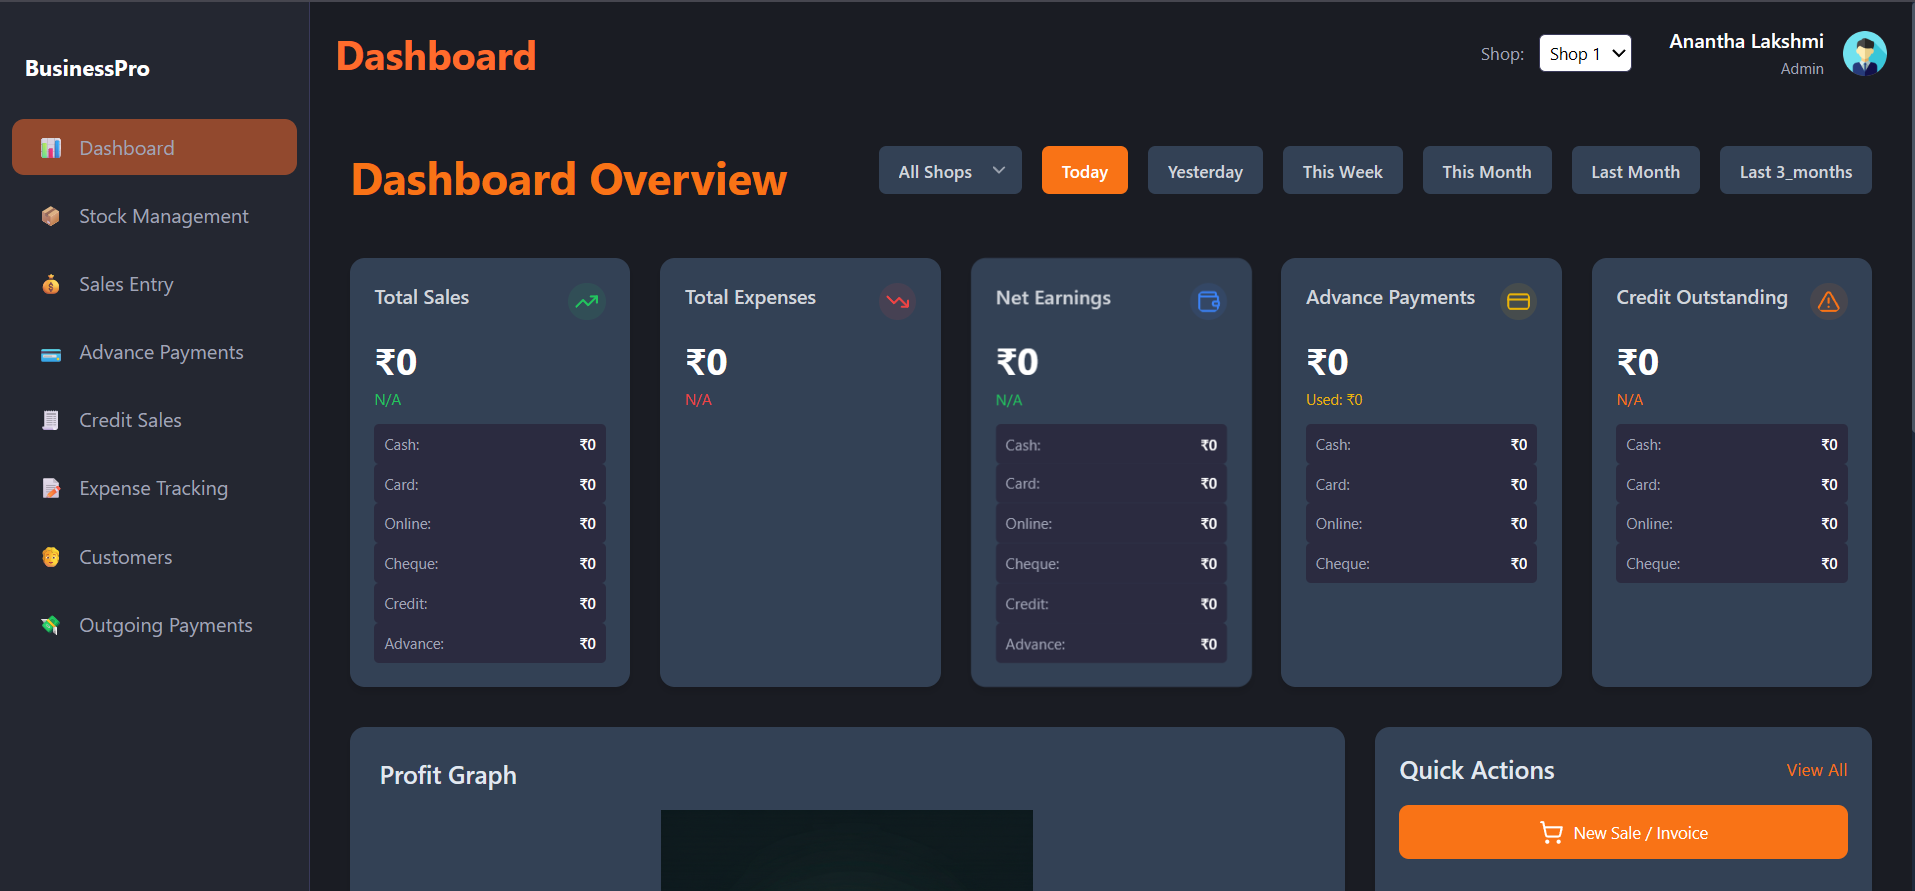 BusinessPro
Dashboard
Stock Management
Sales Entry
Advance Payments
Credit Sales
Expense Tracking
Customers
Outgoing Payments
Dashboard
Shop: Shop 1
Anantha Lakshmi
Admin
Dashboard Overview
All Shops
Today
Yesterday
This Week
This Month
Last Month
Last 3_months
Total Sales
₹0
N/A
Cash: ₹0
Card: ₹0
Online: ₹0
Cheque: ₹0
Credit: ₹0
Advance: ₹0
Total Expenses
₹0
N/A
Net Earnings
₹0
N/A
Cash: ₹0
Card: ₹0
Online: ₹0
Cheque: ₹0
Credit: ₹0
Advance: ₹0
Advance Payments
₹0
Used: ₹0
Cash: ₹0
Card: ₹0
Online: ₹0
Cheque: ₹0
Credit Outstanding
₹0
N/A
Cash: ₹0
Card: ₹0
Online: ₹0
Cheque: ₹0
Profit Graph
Quick Actions
View All
New Sale / Invoice